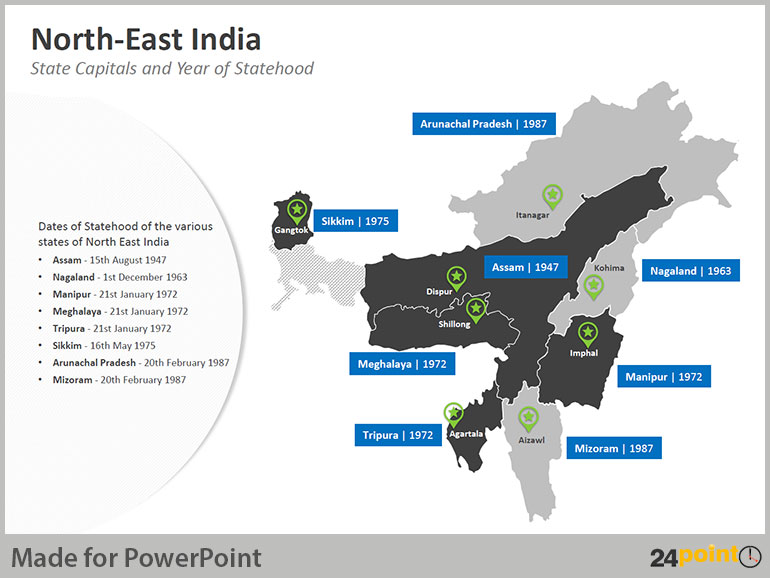 North-East India
State Capitals and Year of Statehood
Dates of Statehood of the various
states of North East India
• Assam - 15th August 1947
• Nagaland - 1st December 1963
• Manipur - 21st January 1972
• Meghalaya - 21st January 1972
• Tripura - 21st January 1972
• Sikkim - 16th May 1975
• Arunachal Pradesh - 20th February 1987
• Mizoram - 20th February 1987
Arunachal Pradesh | 1987
Itanagar
Sikkim | 1975
Gangtok
Assam | 1947
Dispur
Kohima
Nagaland | 1963
Shillong
Meghalaya | 1972
Imphal
Manipur | 1972
Tripura | 1972
Agartala
Aizawl
Mizoram | 1987
Made for PowerPoint
24point0